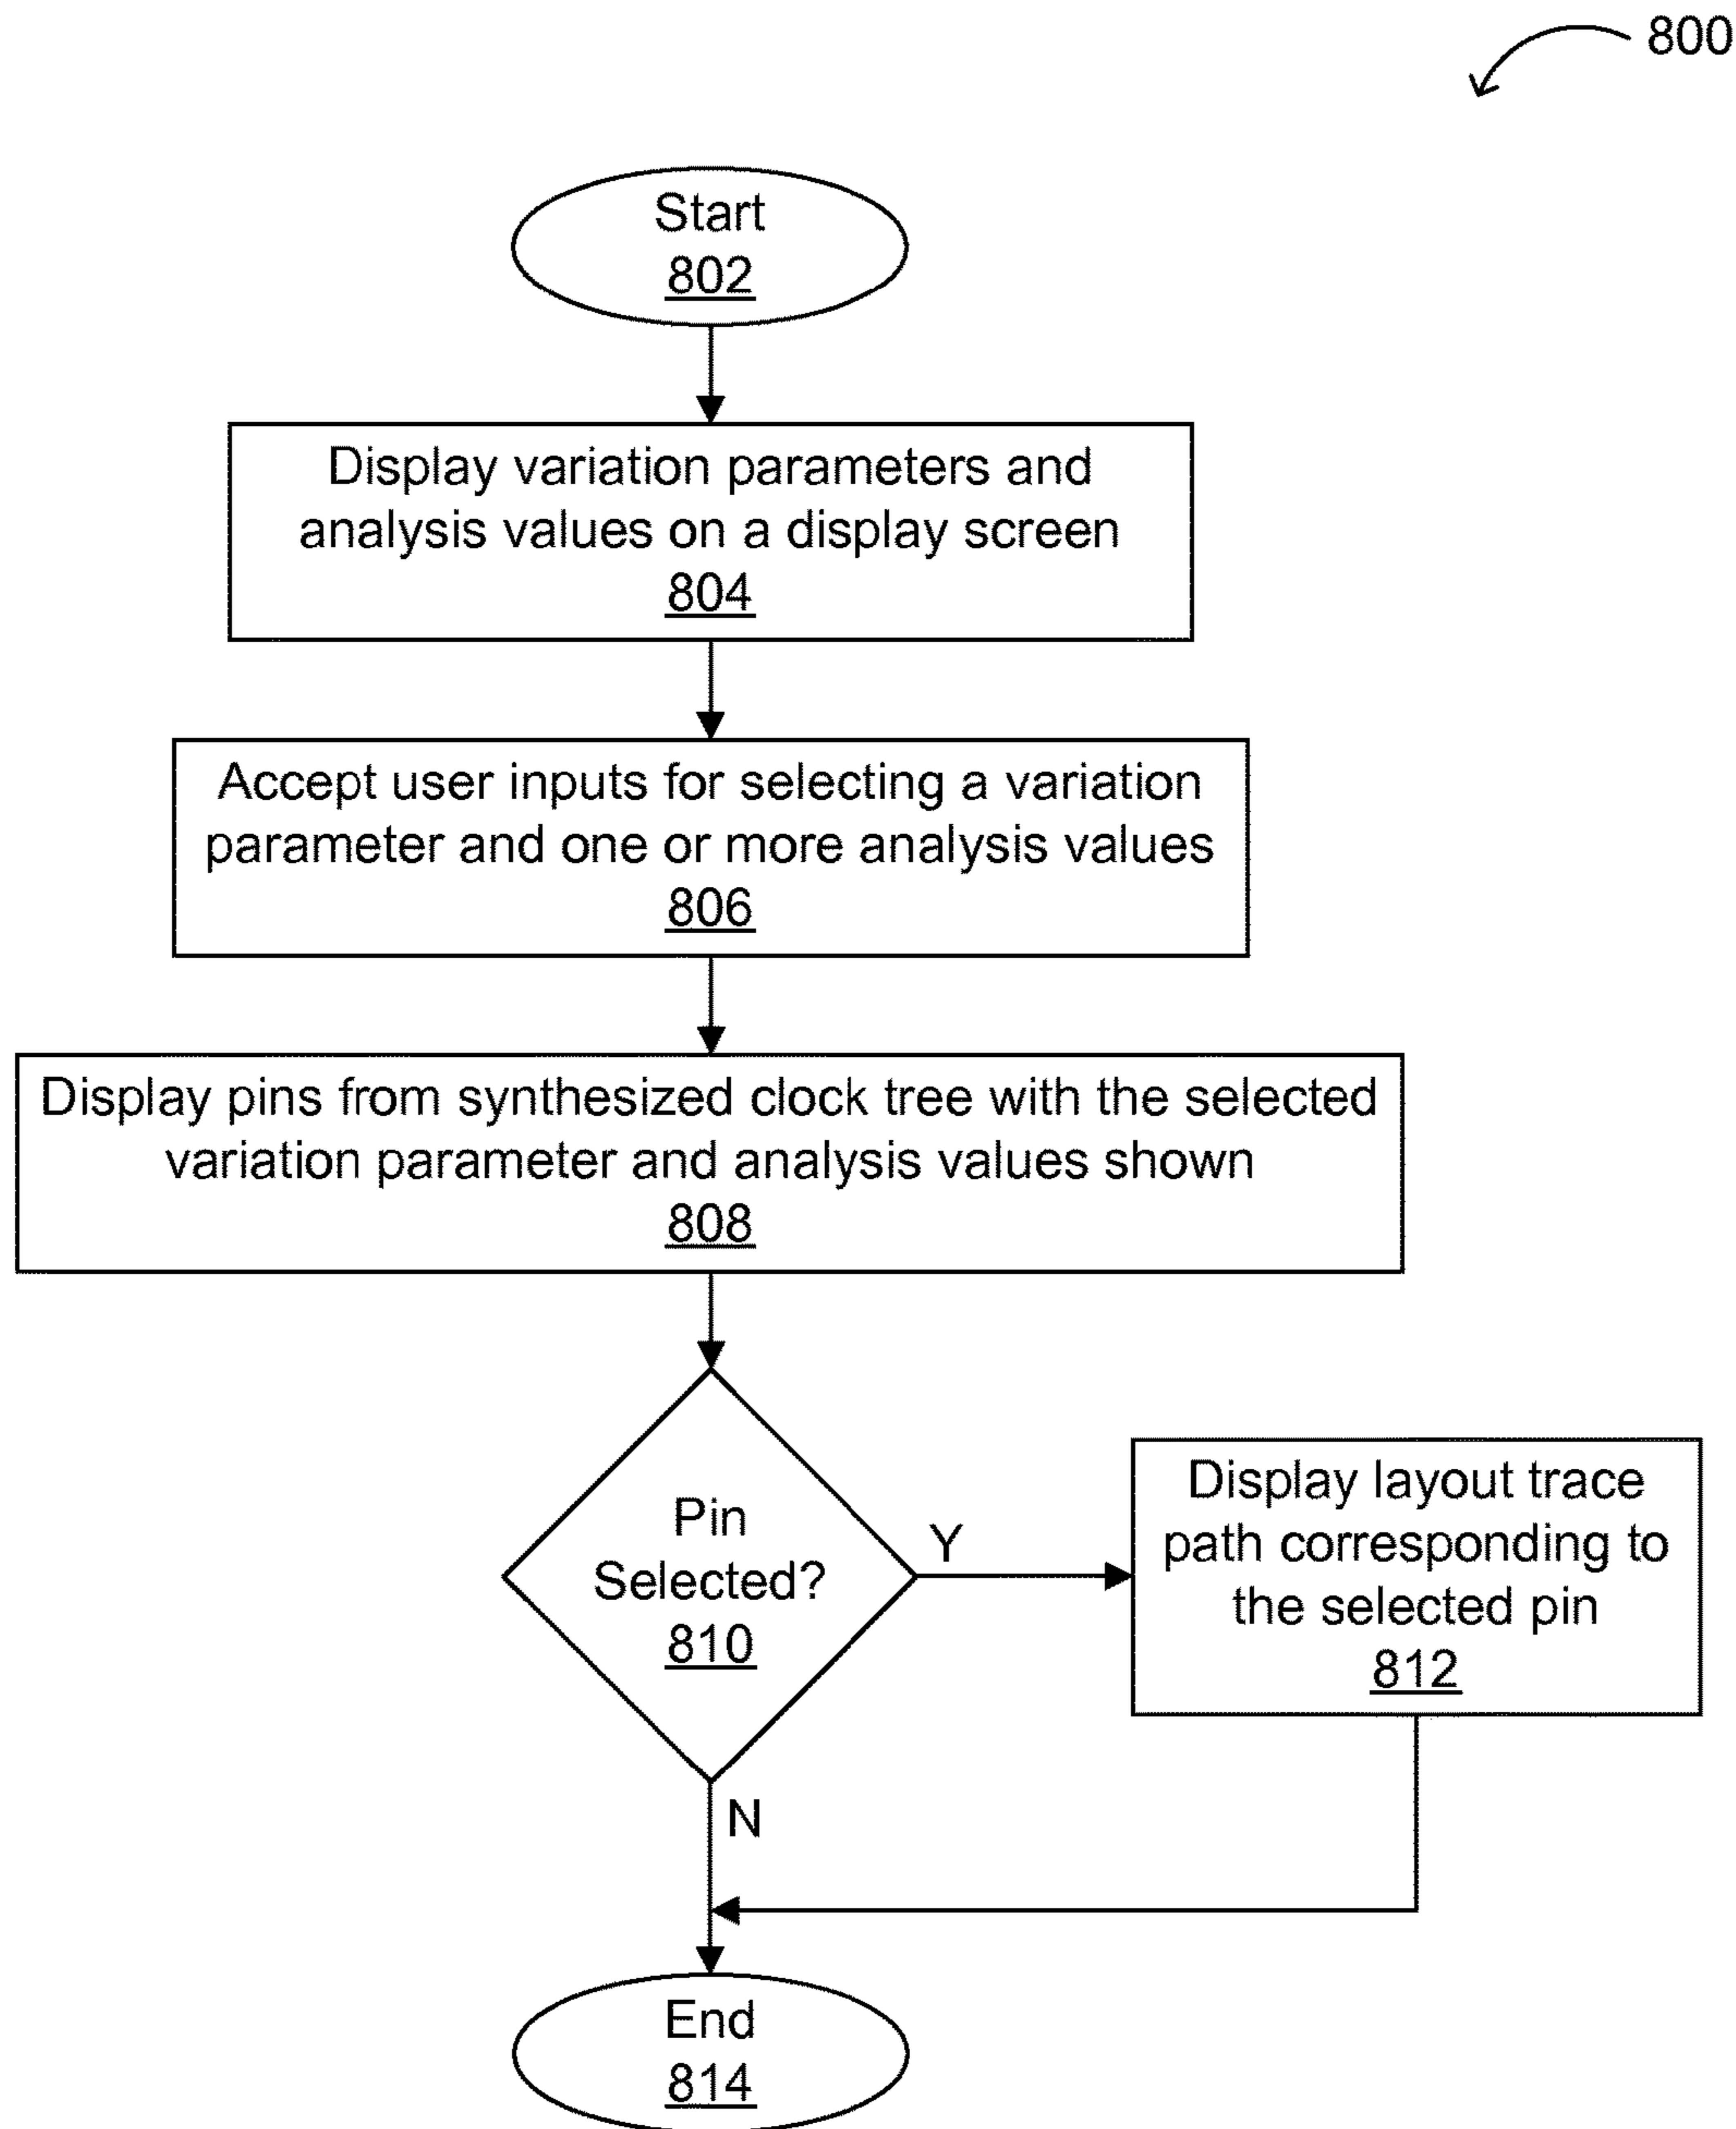 800
Start
802
Display variation parameters and
analysis values on a display screen
804
Accept user inputs for selecting a variation
parameter and one or more analysis values
806
Display pins from synthesized clock tree with the selected
variation parameter and analysis values shown
808
Pin
Selected?
810
Y
Display layout trace
path corresponding to
the selected pin
812
N
End
814